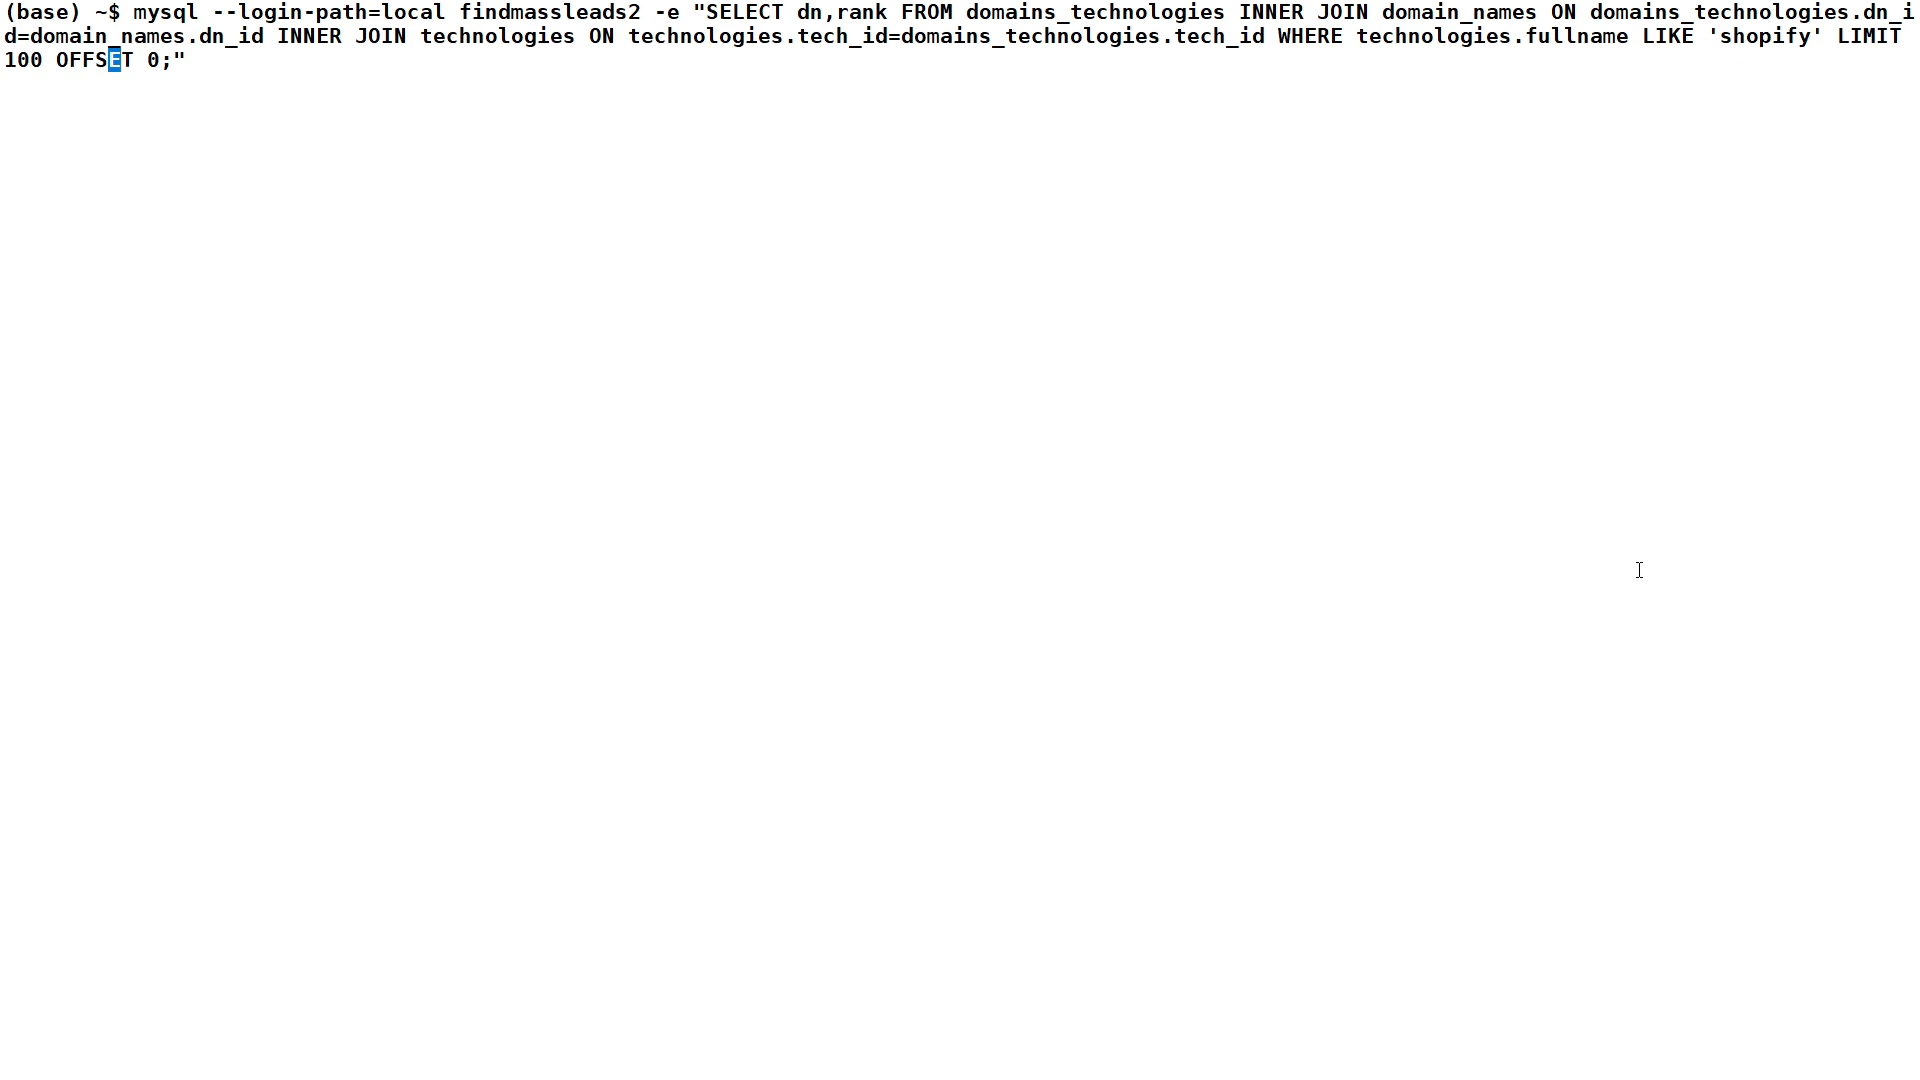 (base) ~$ mysql --login-path=local findmassleads2 -e "SELECT dn,rank FROM domains_technologies INNER JOIN domain_names ON domains_technologies.dn_i
d=domain_names.dn_id INNER JOIN technologies ON technologies.tech_id=domains_technologies.tech_id WHERE technologies.fullname LIKE 'shopify' LIMIT
100 OFFSET 0;"